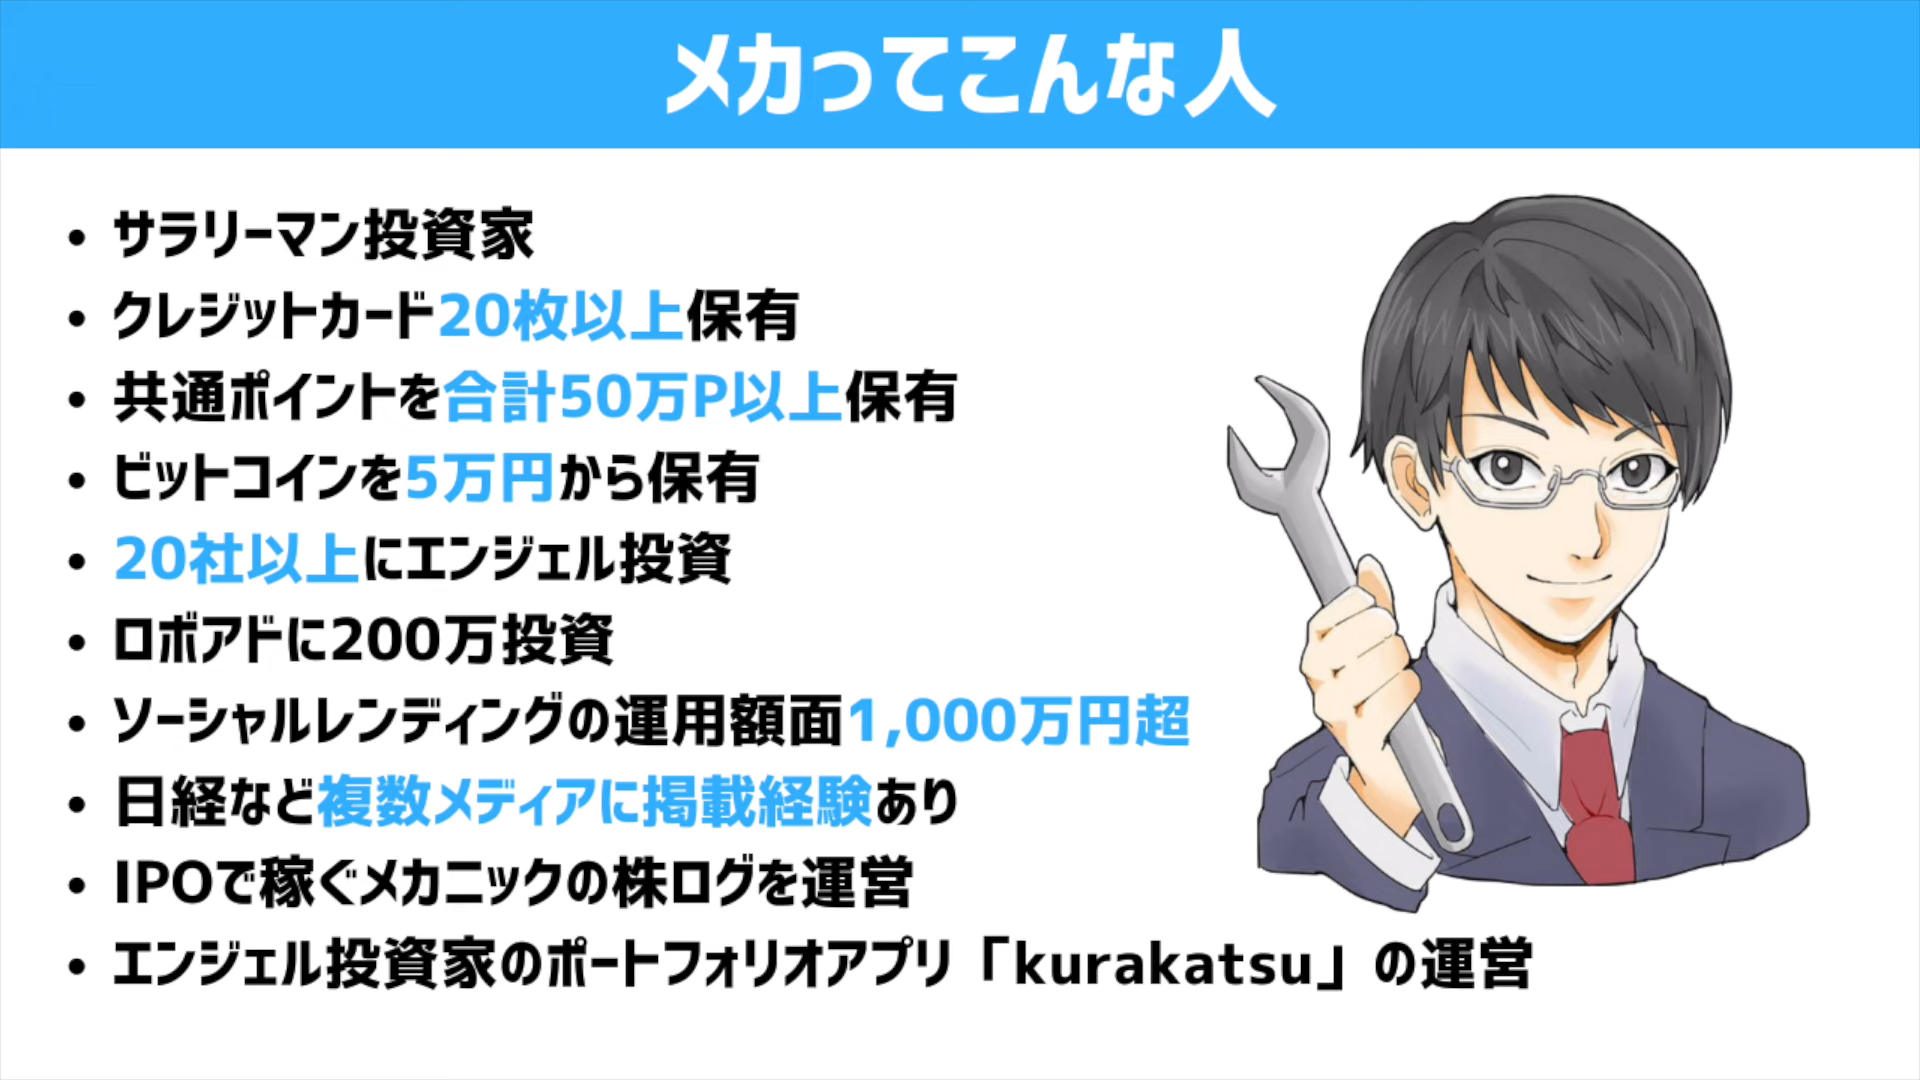 メカってこんな人
• サラリーマン投資家
• クレジットカード20枚以上保有
• 共通ポイントを合計50万P以上保有
• ビットコインを5万円から保有
• 20社以上にエンジェル投資
• ロボアドに200万投資
• ソーシャルレンディングの運用額面1,000万円超
• 日経など複数メディアに掲載経験あり
• IPOで稼ぐメカニックの株ログを運営
• エンジェル投資家のポートフォリオアプリ「kurakatsu」の運営